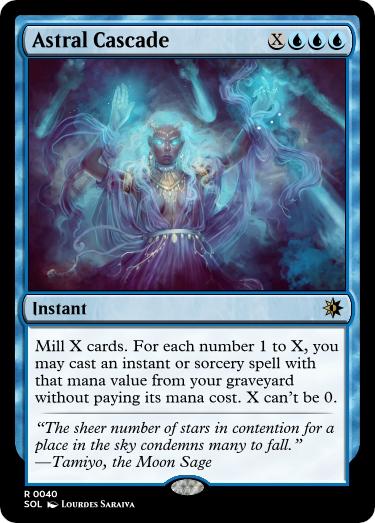 Astral Cascade X
Instant
Mill X cards. For each number 1 to X, you
may cast an instant or sorcery spell with
that mana value from your graveyard
without paying its mana cost. X can't be 0.
“The sheer number of stars in contention for a
place in the sky condemns many to fall.”
—Tamiyo, the Moon Sage
R 0040
SOL Lourdes Saraiva